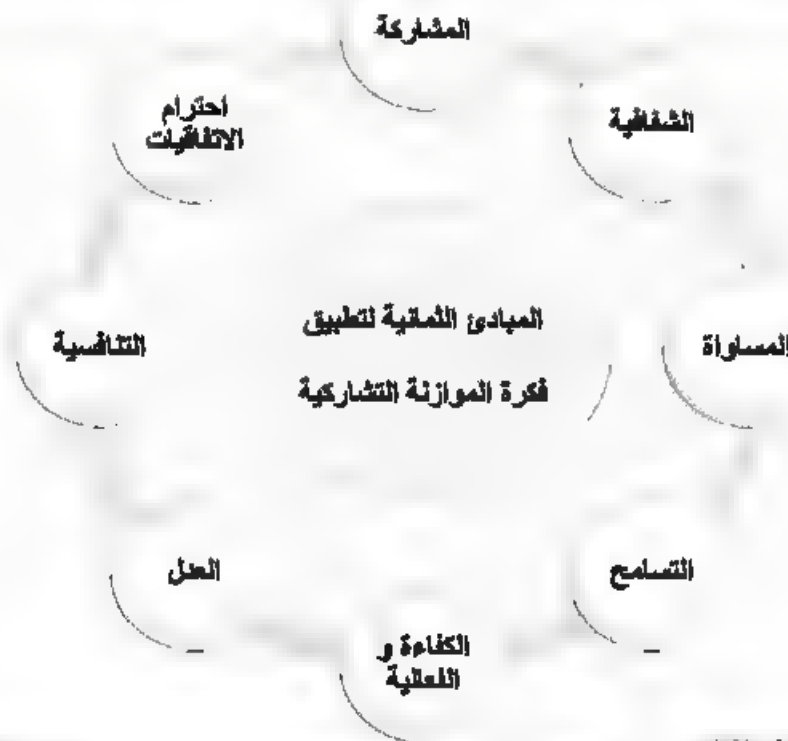 المشاركة
الشفافية
المساواة
التسامح
الكفاءة و
الفعالية
العدل
التنافسية
احترام
الاتفاقيات
المبادئ الثمانية لتطبيق
فكرة الموازنة التشاركية